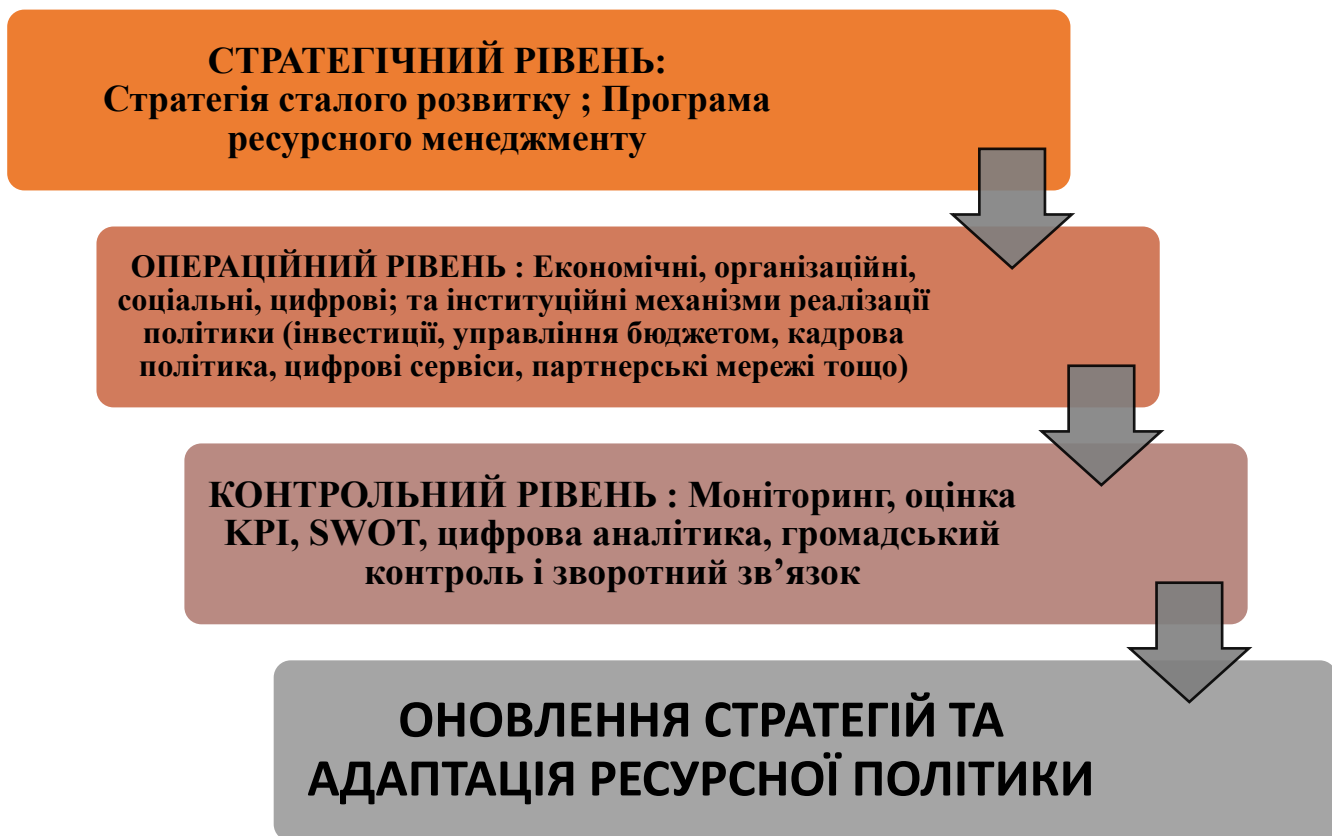 СТРАТЕГІЧНИЙ РІВЕНЬ:
Стратегія сталого розвитку ; Програма
ресурсного менеджменту
ОПЕРАЦІЙНИЙ РІВЕНЬ : Економічні, організаційні,
соціальні, цифрові; та інституційні механізми реалізації
політики (інвестиції, управління бюджетом, кадрова
політика, цифрові сервіси, партнерські мережі тощо)
КОНТРОЛЬНИЙ РІВЕНЬ : Моніторинг, оцінка
KPI, SWOT, цифрова аналітика, громадський
контроль і зворотний зв’язок
ОНОВЛЕННЯ СТРАТЕГІЙ ТА
АДАПТАЦІЯ РЕСУРСНОЇ ПОЛІТИКИ